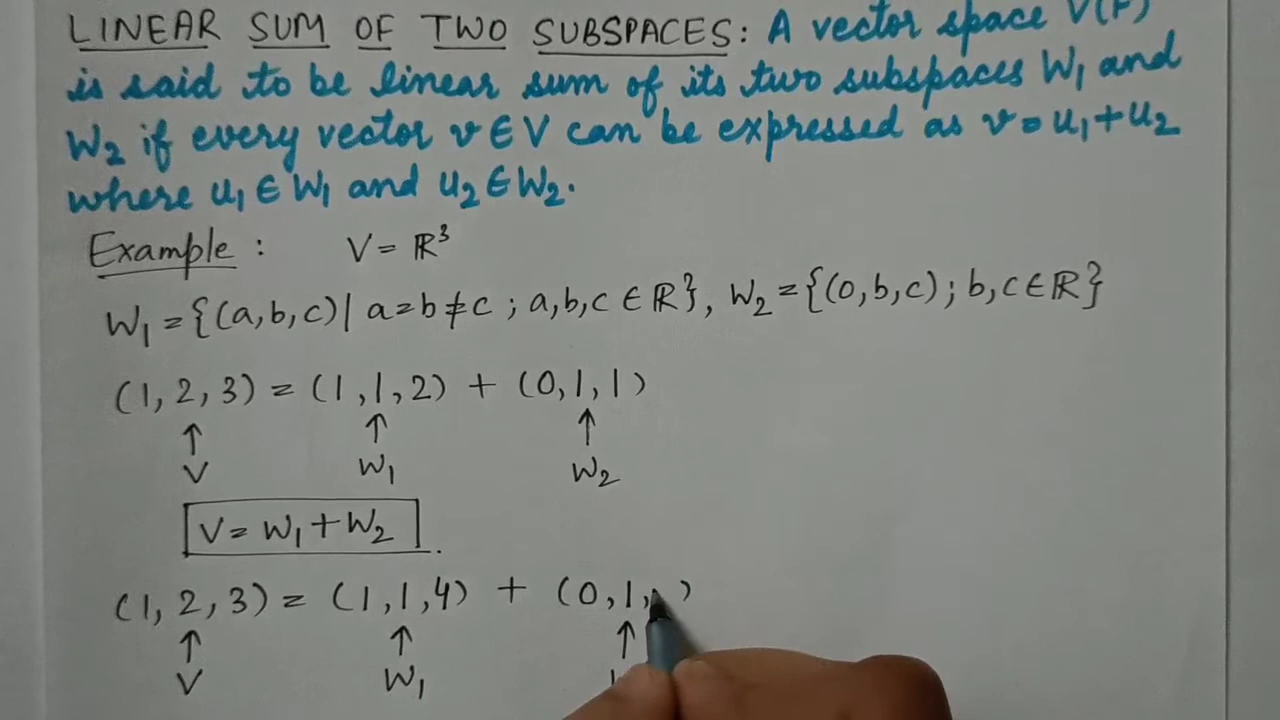 LINEAR SUM OF TWO SUBSPACES: A vector space V(F)
is said to be linear sum of its two subspaces W₁ and
W₂ if every vector v ∈ V can be expressed as v = u₁ + u₂
where u₁ ∈ W₁ and u₂ ∈ W₂.
Example : V = ℝ³
W₁ = {(a,b,c) | a=b≠c ; a,b,c ∈ ℝ}, W₂ = {(0,b,c) ; b,c ∈ ℝ}
(1,2,3) = (1,1,2) + (0,1,1)
↑ ↑ ↑
V W₁ W₂
V = W₁ + W₂ .
(1,2,3) = (1,1,4) + (0,1, )
↑ ↑ ↑
V W₁